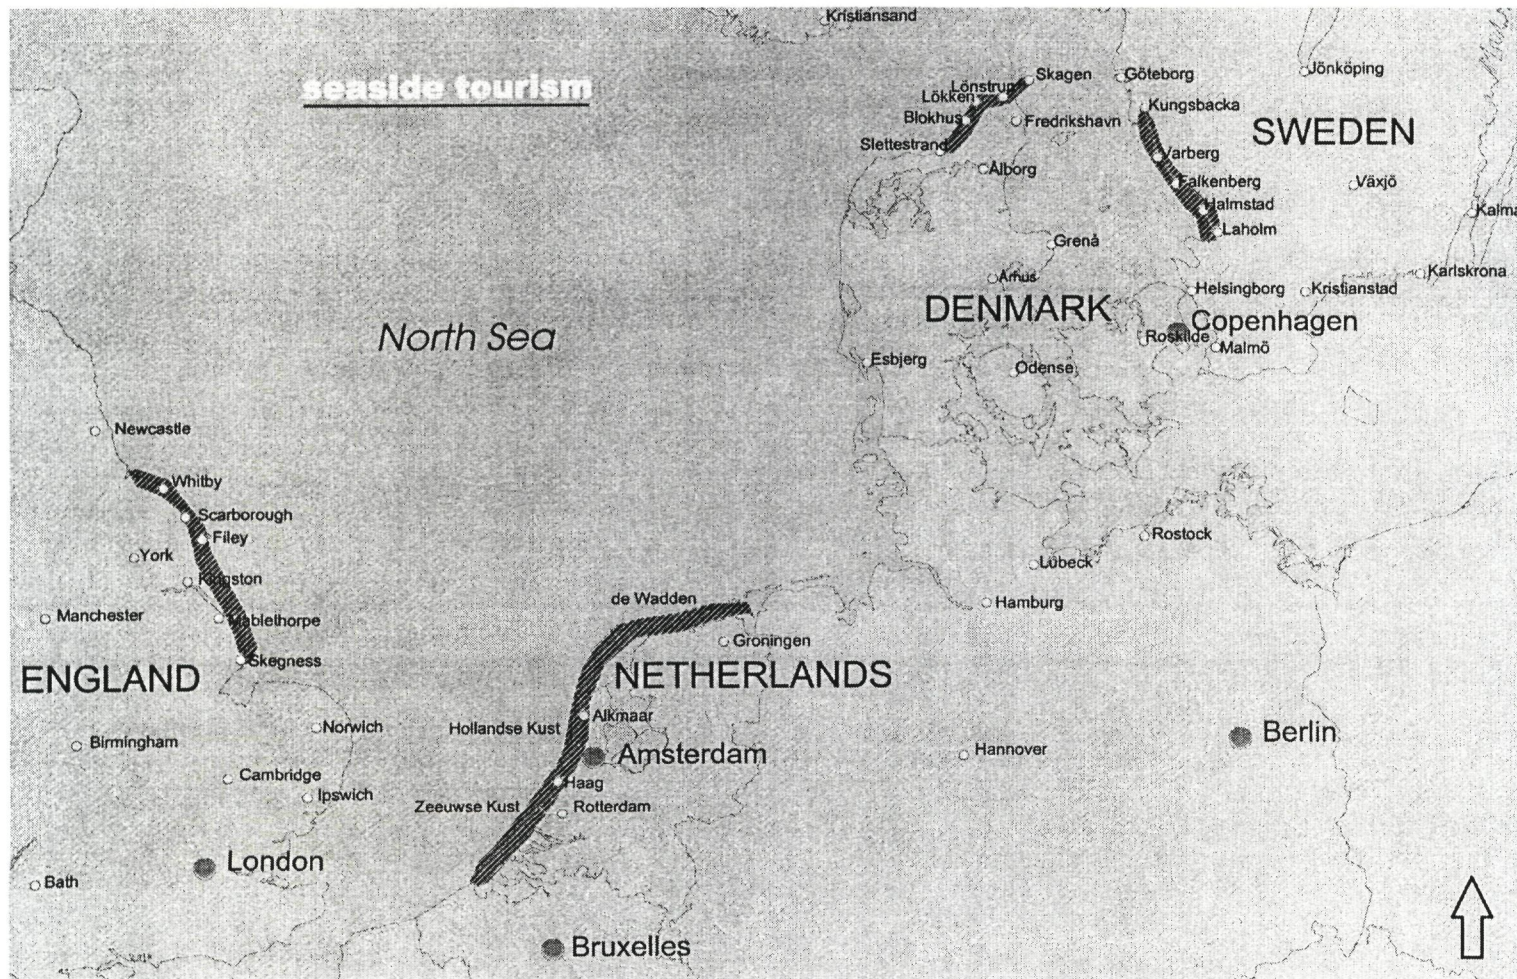 Kristiansand
seaside tourism
Skagen
Göteborg
Jönköping
Lönstrup
Lökken
Kungsbacka
Blokhus
Fredrikshavn
SWEDEN
Slettestrand
Varberg
Ålborg
Falkenberg
Växjö
Halmstad
Kalma
Laholm
Grenå
Karlskrona
Århus
Helsingborg
Kristianstad
DENMARK
Copenhagen
North Sea
Roskilde
Malmö
Esbjerg
Odense
Newcastle
Whitby
Scarborough
Filey
Rostock
York
Lübeck
Kingston
de Wadden
Hamburg
Manchester
Mablethorpe
Groningen
Skegness
ENGLAND
NETHERLANDS
Alkmaar
Norwich
Hollandse Kust
Berlin
Birmingham
Amsterdam
Hannover
Cambridge
Haag
Ipswich
Zeeuwse Kust
Rotterdam
London
Bath
Bruxelles